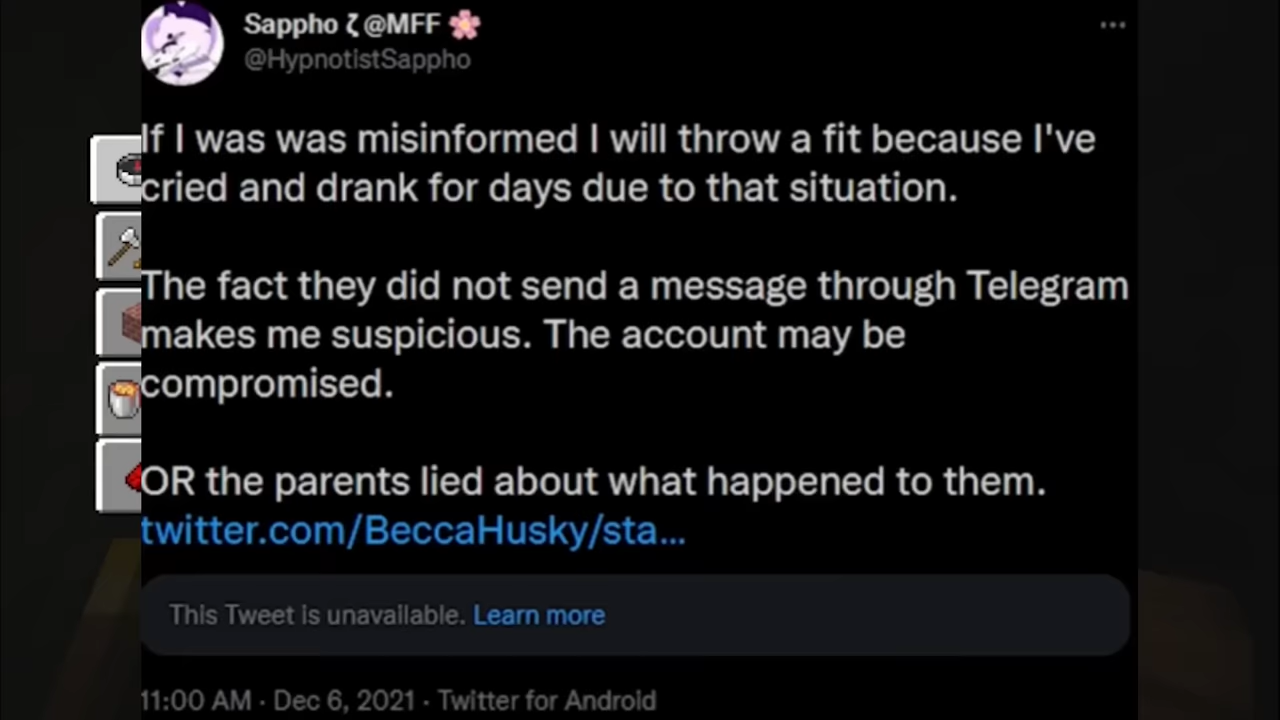 Sappho ζ @MFF 🌸
@HypnotistSappho
If I was was misinformed I will throw a fit because I've
cried and drank for days due to that situation.
The fact they did not send a message through Telegram
makes me suspicious. The account may be
compromised.
OR the parents lied about what happened to them.
twitter.com/BeccaHusky/sta...
This Tweet is unavailable. Learn more
11:00 AM · Dec 6, 2021 · Twitter for Android